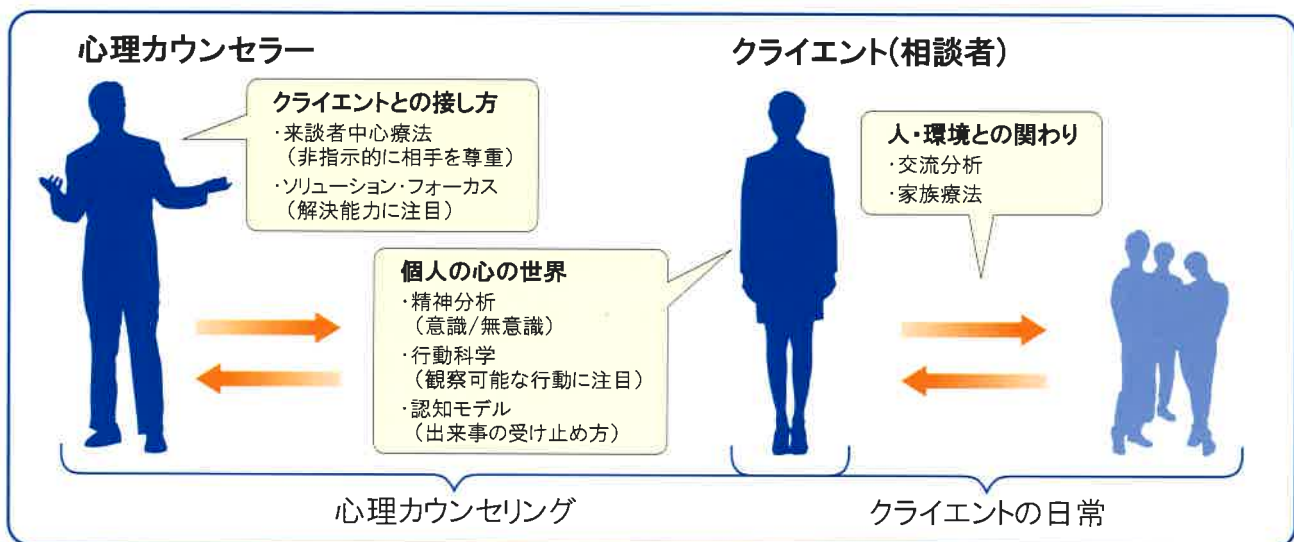 心理カウンセラー
クライエントとの接し方
・来談者中心療法
(非指示的に相手を尊重)
・ソリューション・フォーカス
(解決能力に注目)
個人の心の世界
・精神分析
(意識/無意識)
・行動科学
(観察可能な行動に注目)
・認知モデル
(出来事の受け止め方)
クライエント(相談者)
人・環境との関わり
・交流分析
・家族療法
心理カウンセリング
クライエントの日常